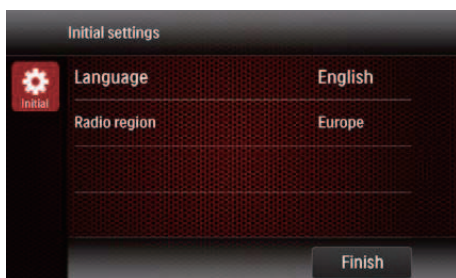 Initial settings
Language English
Initial
Radio region Europe
Finish